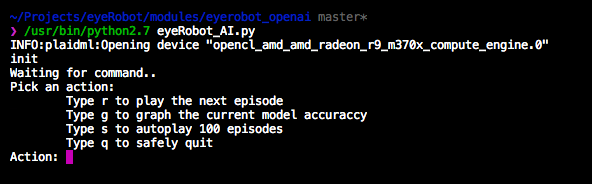 ~/Projects/eyeRobot/modules/eyerobot_openai master*
❯ /usr/bin/python2.7 eyeRobot_AI.py
INFO:plaidml:Opening device "opencl_amd_amd_radeon_r9_m370x_compute_engine.0"
init
Waiting for command..
Pick an action:
Type r to play the next episode
Type g to graph the current model accuraccy
Type s to autoplay 100 episodes
Type q to safely quit
Action: